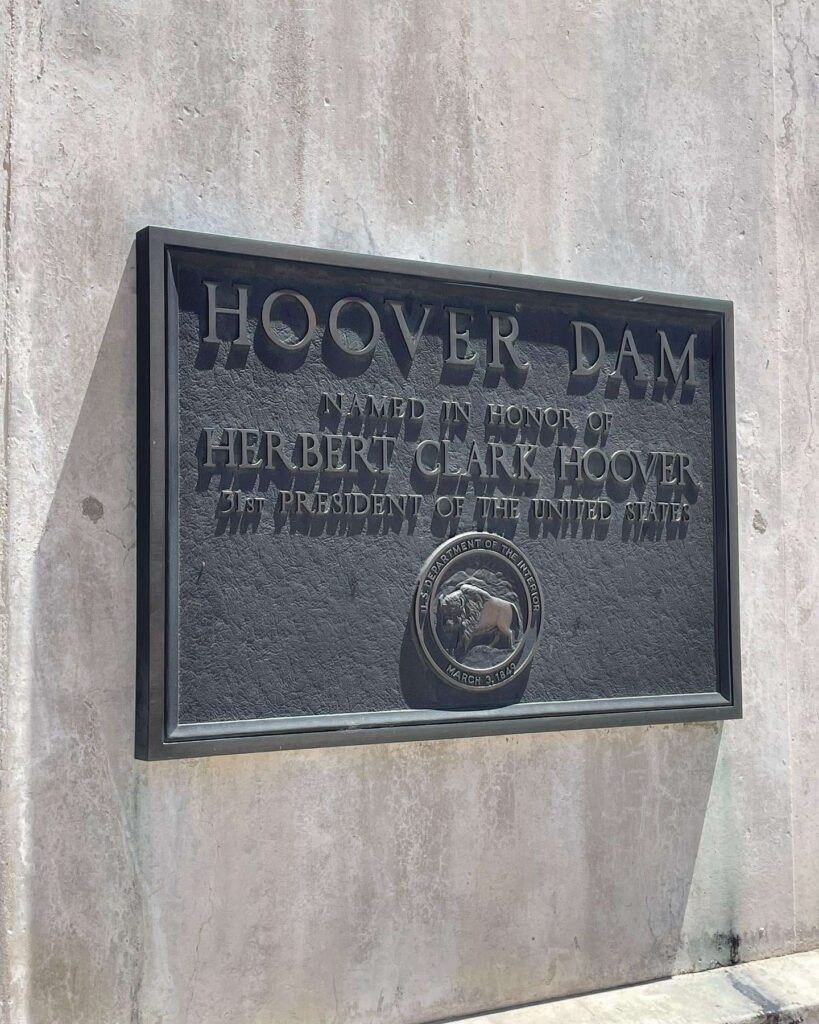 HOOVER DAM
NAMED IN HONOR OF
HERBERT CLARK HOOVER
31ST PRESIDENT OF THE UNITED STATES
U.S. DEPARTMENT OF THE INTERIOR
MARCH 3, 1849